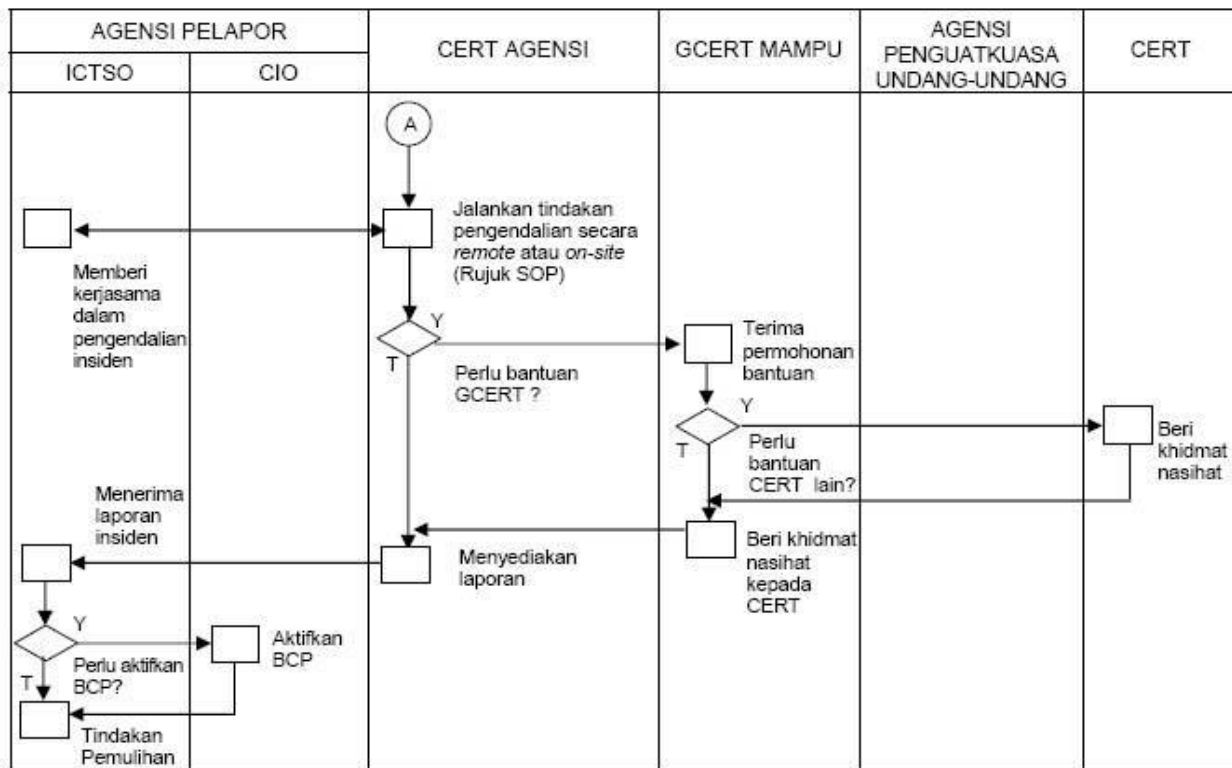 AGENSI PELAPOR
ICTSO
CIO
CERT AGENSI
GCERT MAMPU
AGENSI
PENGUATKUASA
UNDANG-UNDANG
CERT
A
Jalankan tindakan
pengendalian secara
remote atau on-site
(Rujuk SOP)
Memberi
kerjasama
dalam
pengendalian
insiden
Y
T
Perlu bantuan
GCERT ?
Terima
permohonan
bantuan
Y
T
Perlu
bantuan
CERT lain?
Beri
khidmat
nasihat
Menerima
laporan
insiden
Menyediakan
laporan
Beri khidmat
nasihat
kepada
CERT
Y
T
Perlu aktifkan
BCP?
Aktifkan
BCP
Tindakan
Pemulihan